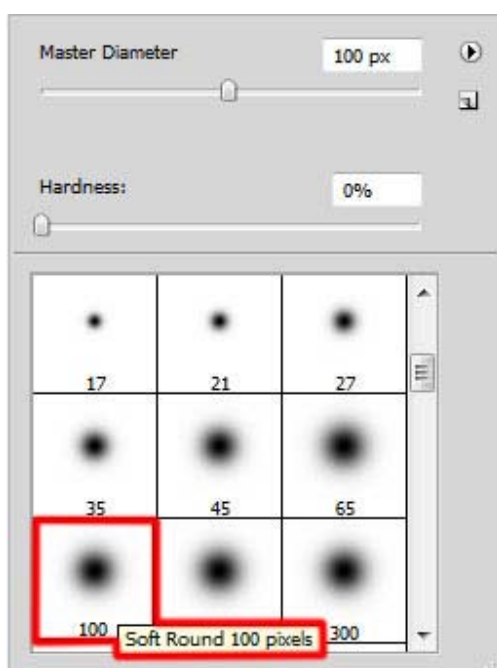 Master Diameter 100 px
Hardness: 0%
17 21 27
35 45 65
100 300
Soft Round 100 pixels